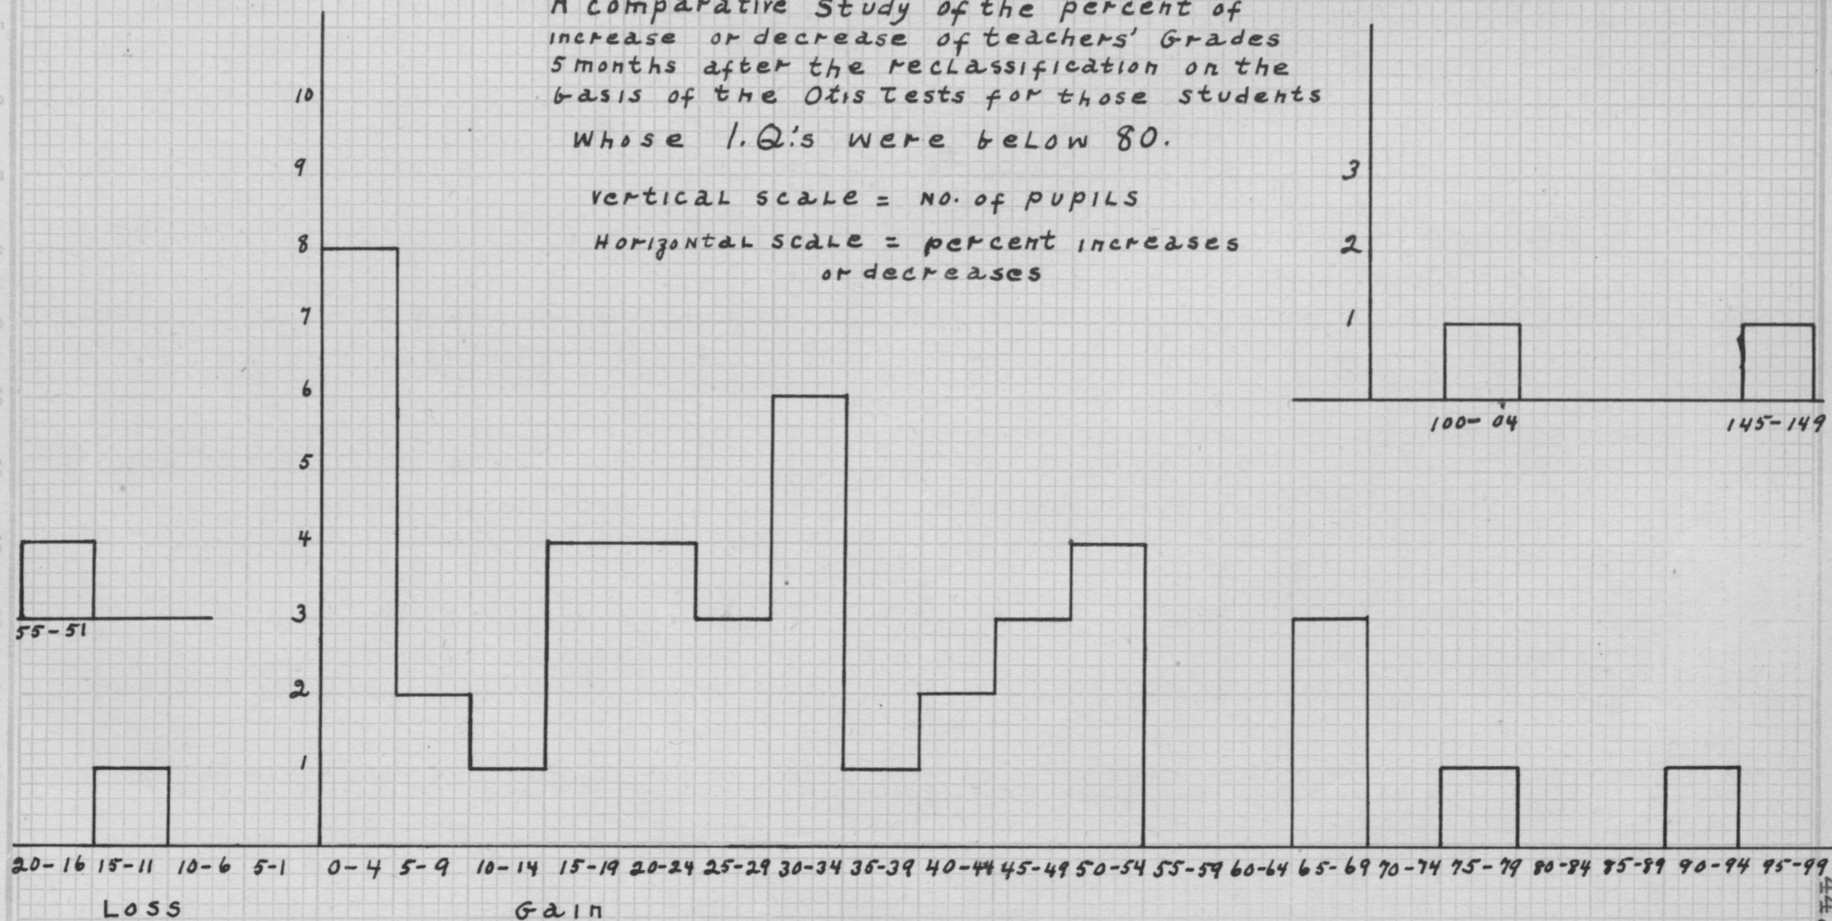 A comparative study of the percent of
increase or decrease of teachers' Grades
5 months after the reclassification on the
basis of the Otis Tests for those students
whose I.Q.'s were below 80.
Vertical scale = No. of pupils
Horizontal scale = percent increases
or decreases
10
9
8
7
6
5
4
3
2
1
3
2
1
100-04
145-149
55-51
20-16 15-11 10-6 5-1 0-4 5-9 10-14 15-19 20-24 25-29 30-34 35-39 40-44 45-49 50-54 55-59 60-64 65-69 70-74 75-79 80-84 85-89 90-94 95-99
Loss Gain